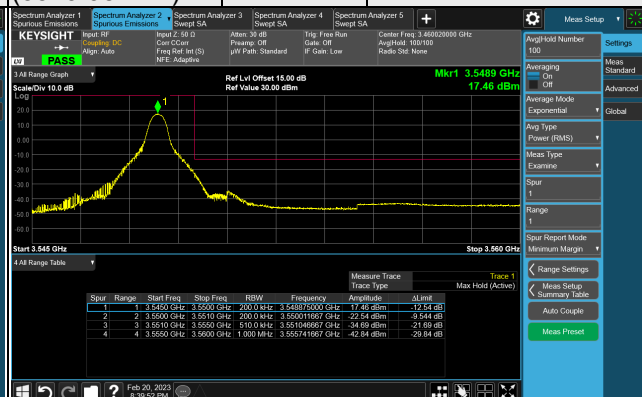 Spectrum Analyzer 1
Spurious Emissions
Spectrum Analyzer 2
Spurious Emissions
Spectrum Analyzer 3
Swept SA
Spectrum Analyzer 4
Swept SA
Spectrum Analyzer 5
Swept SA
+
Meas Setup
KEYSIGHT
Input: RF
Coupling: DC
Align: Auto
Input Z: 50 Ω
Corr CCorr
Freq Ref: Int (S)
NFE: Adaptive
Atten: 30 dB
Preamp: Off
µW Path: Standard
Trig: Free Run
Gate: Off
IF Gain: Low
Center Freq: 3.460020000 GHz
Avg|Hold: 100/100
Radio Std: None
LXI
PASS
3 All Range Graph
Scale/Div 10.0 dB
Ref Lvl Offset 15.00 dB
Ref Value 30.00 dBm
Mkr1 3.5489 GHz
17.46 dBm
Log
20.0
10.0
0.00
-10.0
-20.0
-30.0
-40.0
-50.0
-60.0
1
Start 3.545 GHz
Stop 3.560 GHz
4 All Range Table
Measure Trace Trace 1
Trace Type Max Hold (Active)
Spur Range Start Freq Stop Freq RBW Frequency Amplitude ΔLimit
1 1 3.5450 GHz 3.5500 GHz 200.0 kHz 3.548875000 GHz 17.46 dBm -12.54 dB
2 2 3.5500 GHz 3.5510 GHz 200.0 kHz 3.550011667 GHz -22.54 dBm -9.544 dB
3 3 3.5510 GHz 3.5550 GHz 510.0 kHz 3.551046667 GHz -34.69 dBm -21.69 dB
4 4 3.5550 GHz 3.5600 GHz 1.000 MHz 3.555741667 GHz -42.84 dBm -29.84 dB
Avg|Hold Number
100
Averaging
On
Off
Average Mode
Exponential
Avg Type
Power (RMS)
Meas Type
Examine
Spur
1
Range
1
Spur Report Mode
Minimum Margin
Range Settings
Meas Setup
Summary Table
Auto Couple
Meas Preset
Settings
Meas
Standard
Advanced
Global
?
Feb 20, 2023
8:39:52 PM